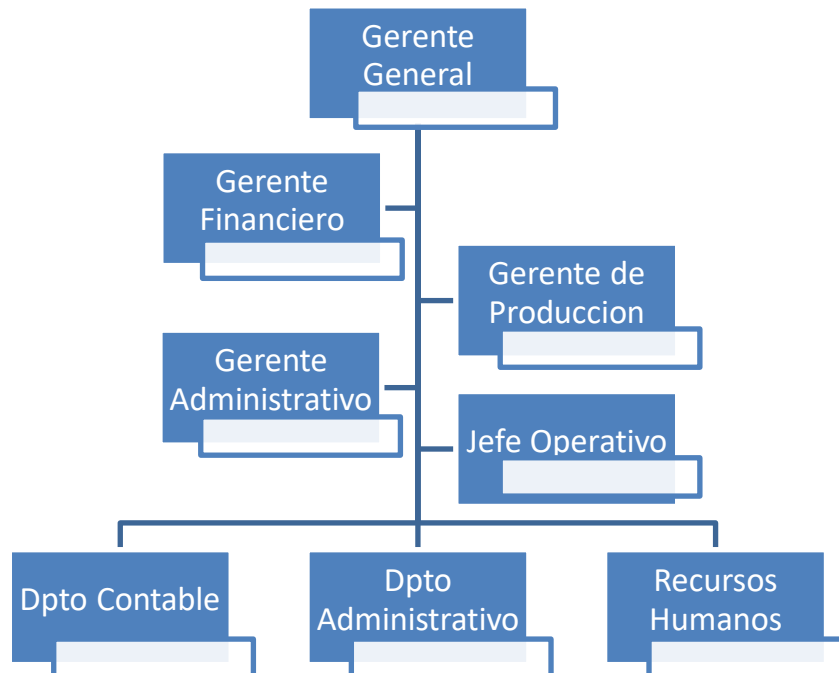 Gerente
General
Gerente
Financiero
Gerente de
Produccion
Gerente
Administrativo
Jefe Operativo
Dpto Contable
Dpto
Administrativo
Recursos
Humanos